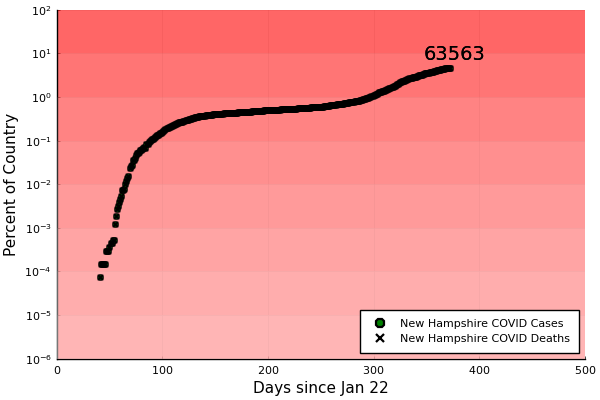 10²
10¹
10⁰
10⁻¹
10⁻²
10⁻³
10⁻⁴
10⁻⁵
10⁻⁶
Percent of Country
63563
New Hampshire COVID Cases
New Hampshire COVID Deaths
0 100 200 300 400 500
Days since Jan 22